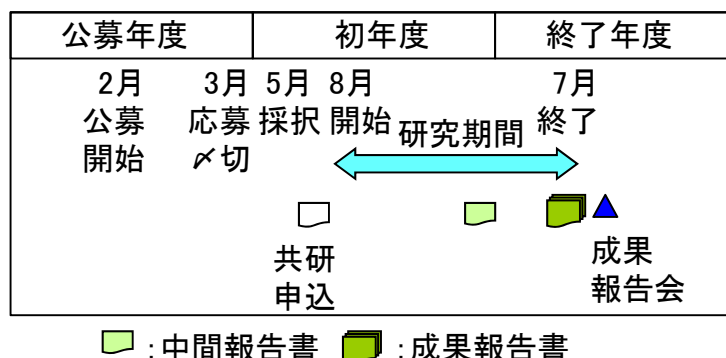 公募年度 初年度 終了年度
2月 3月 5月 8月 7月
公募 応募 採択 開始 研究期間 終了
開始 〆切
共研 成果
申込 報告会
:中間報告書 :成果報告書